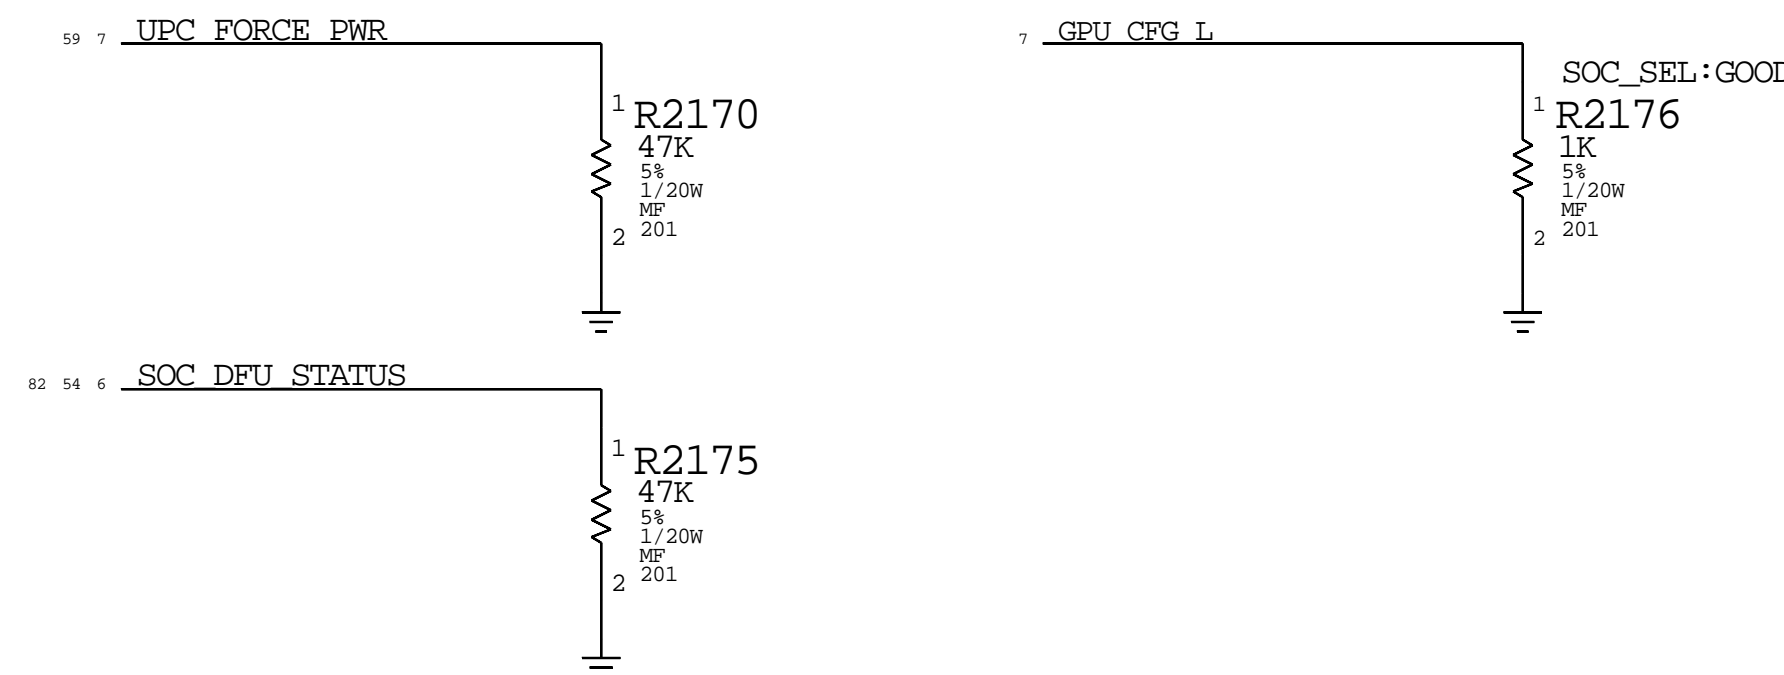 59 7 UPC_FORCE_PWR
1 R2170
47K
5%
1/20W
MF
2 201
7 GPU_CFG_L
SOC_SEL:GOOD
1 R2176
1K
5%
1/20W
MF
2 201
82 54 6 SOC_DFU_STATUS
1 R2175
47K
5%
1/20W
MF
2 201